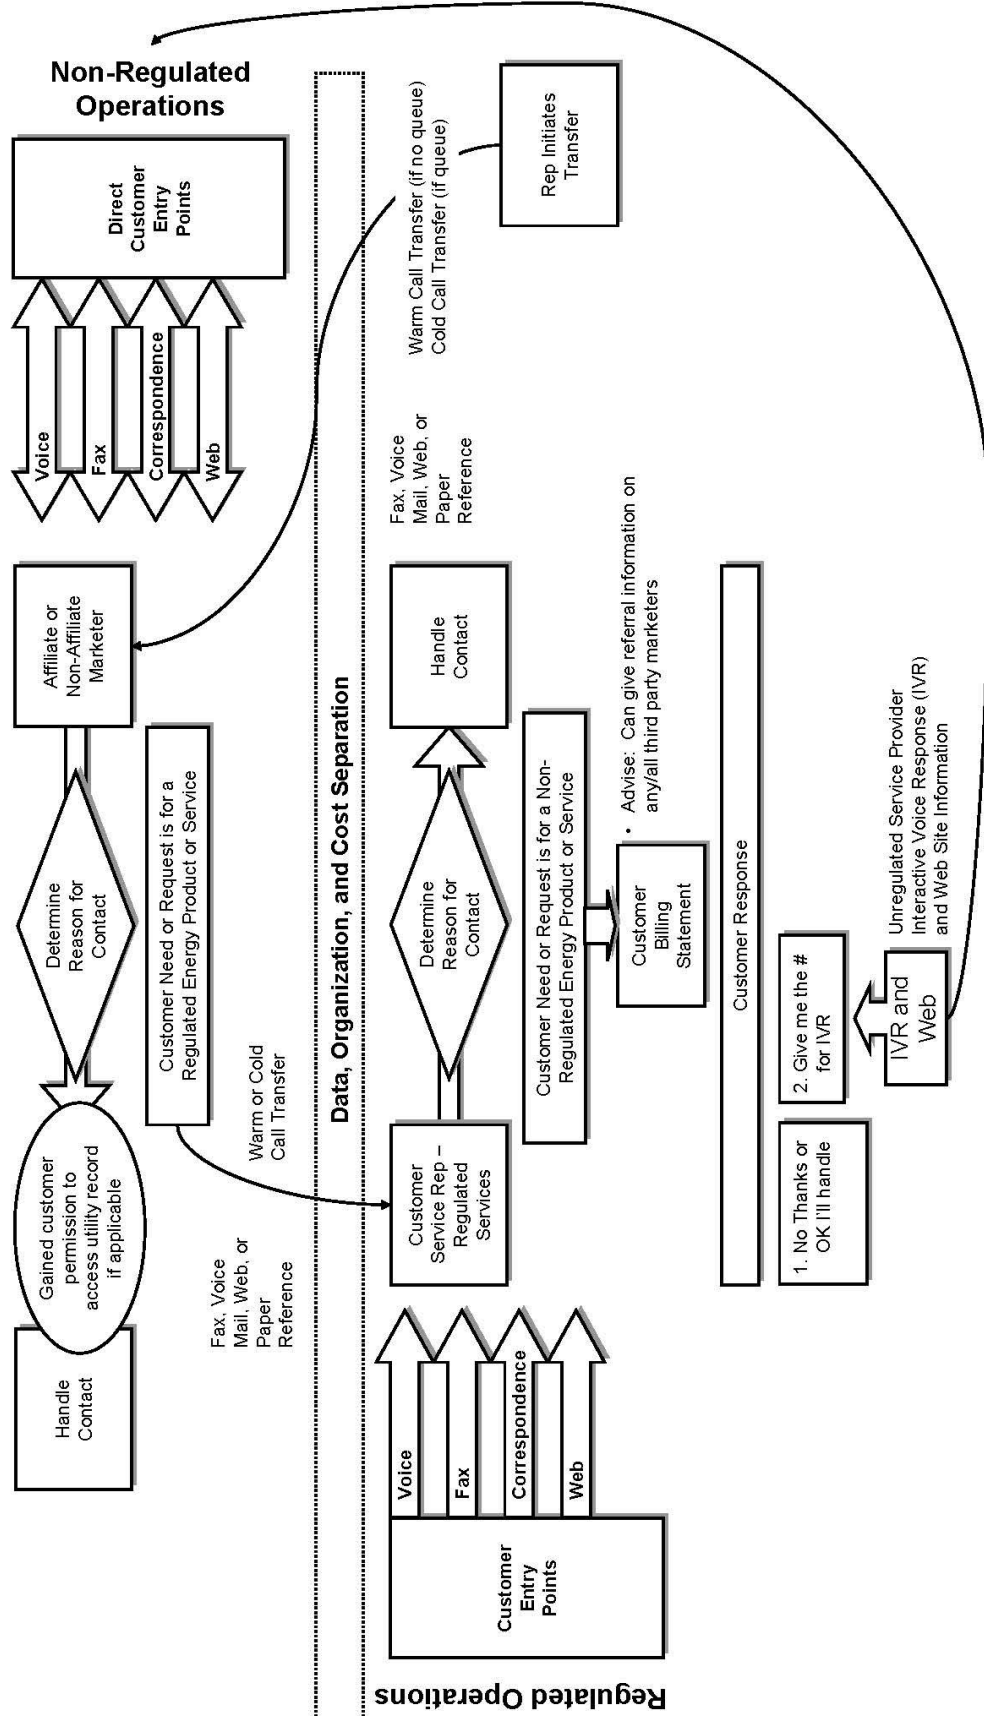 Non-Regulated
Operations
Handle
Contact
Gained customer
permission to
access utility record
if applicable
Determine
Reason for
Contact
Affiliate or
Non-Affiliate
Marketer
Voice
Fax
Correspondence
Web
Direct
Customer
Entry
Points
Customer Need or Request is for a
Regulated Energy Product or Service
Fax, Voice
Mail, Web, or
Paper
Reference
Warm or Cold
Call Transfer
Data, Organization, and Cost Separation
Regulated Operations
Customer
Entry
Points
Voice
Fax
Correspondence
Web
Customer
Service Rep –
Regulated
Services
Determine
Reason for
Contact
Handle
Contact
Fax, Voice
Mail, Web, or
Paper
Reference
Warm Call Transfer (if no queue)
Cold Call Transfer (if queue)
Rep Initiates
Transfer
Customer Need or Request is for a Non-
Regulated Energy Product or Service
Customer
Billing
Statement
• Advise: Can give referral information on
any/all third party marketers
Customer Response
1. No Thanks or
OK I'll handle
2. Give me the #
for IVR
IVR and
Web
Unregulated Service Provider
Interactive Voice Response (IVR)
and Web Site Information